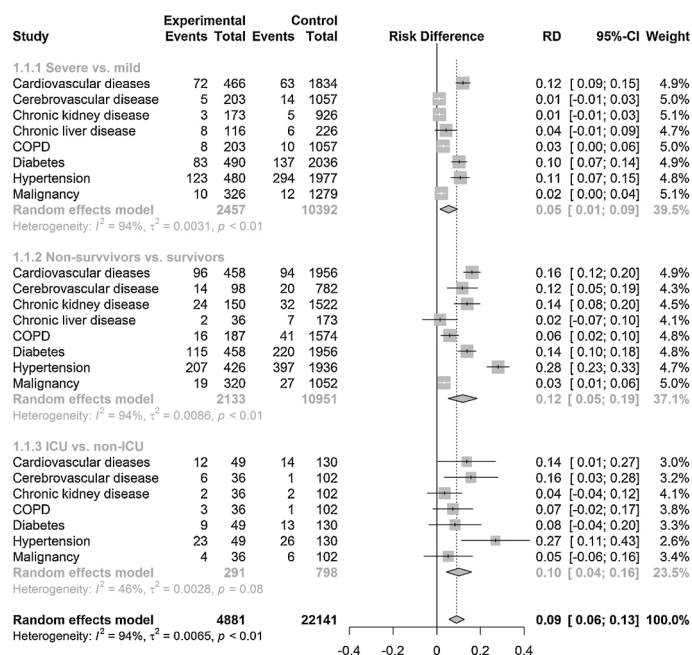 Experimental Control
Study Events Total Events Total Risk Difference RD 95%-CI Weight
1.1.1 Severe vs. mild
Cardiovascular diseases 72 466 63 1834 0.12 [0.09; 0.15] 4.9%
Cerebrovascular disease 5 203 14 1057 0.01 [-0.01; 0.03] 5.0%
Chronic kidney disease 3 173 5 926 0.01 [-0.01; 0.03] 5.1%
Chronic liver disease 8 116 6 226 0.04 [-0.01; 0.09] 4.7%
COPD 8 203 10 1057 0.03 [0.00; 0.06] 4.9%
Diabetes 83 490 137 2036 0.10 [0.07; 0.14] 4.9%
Hypertension 123 480 294 1977 0.11 [0.07; 0.15] 4.8%
Malignancy 10 326 12 1279 0.02 [0.00; 0.04] 5.1%
Random effects model 2457 10392 0.05 [ 0.01; 0.09] 39.5%
Heterogeneity: I² = 94%, τ² = 0.0031, p < 0.01
1.1.2 Non-survvivors vs. survivors
Cardiovascular diseases 96 458 94 1956 0.16 [0.12; 0.20] 4.9%
Cerebrovascular disease 14 98 20 782 0.12 [0.05; 0.19] 4.3%
Chronic kidney disease 24 150 32 1522 0.14 [0.08; 0.20] 4.5%
Chronic liver disease 2 36 7 173 0.02 [-0.07; 0.10] 4.1%
COPD 16 187 41 1574 0.06 [0.02; 0.10] 4.8%
Diabetes 115 458 220 1956 0.14 [0.10; 0.18] 4.8%
Hypertension 207 426 397 1936 0.28 [0.23; 0.33] 4.7%
Malignancy 19 320 27 1052 0.03 [0.01; 0.06] 5.0%
Random effects model 2133 10951 0.12 [ 0.05; 0.19] 37.1%
Heterogeneity: I² = 94%, τ² = 0.0086, p < 0.01
1.1.3 ICU vs. non-ICU
Cardiovascular diseases 12 49 14 130 0.14 [ 0.01; 0.27] 3.0%
Cerebrovascular disease 6 36 1 102 0.16 [ 0.03; 0.28] 3.2%
Chronic kidney disease 2 36 2 102 0.04 [-0.04; 0.12] 4.1%
COPD 3 36 1 102 0.07 [-0.02; 0.17] 3.8%
Diabetes 9 49 13 130 0.08 [-0.04; 0.20] 3.3%
Hypertension 23 49 26 130 0.27 [0.11; 0.43] 2.6%
Malignancy 4 36 6 102 0.05 [-0.06; 0.16] 3.4%
Random effects model 291 798 0.10 [ 0.04; 0.16] 23.5%
Heterogeneity: I² = 46%, τ² = 0.0028, p = 0.08
Random effects model 4881 22141 0.09 [0.06; 0.13] 100.0%
Heterogeneity: I² = 94%, τ² = 0.0065, p < 0.01
-0.4 -0.2 0 0.2 0.4